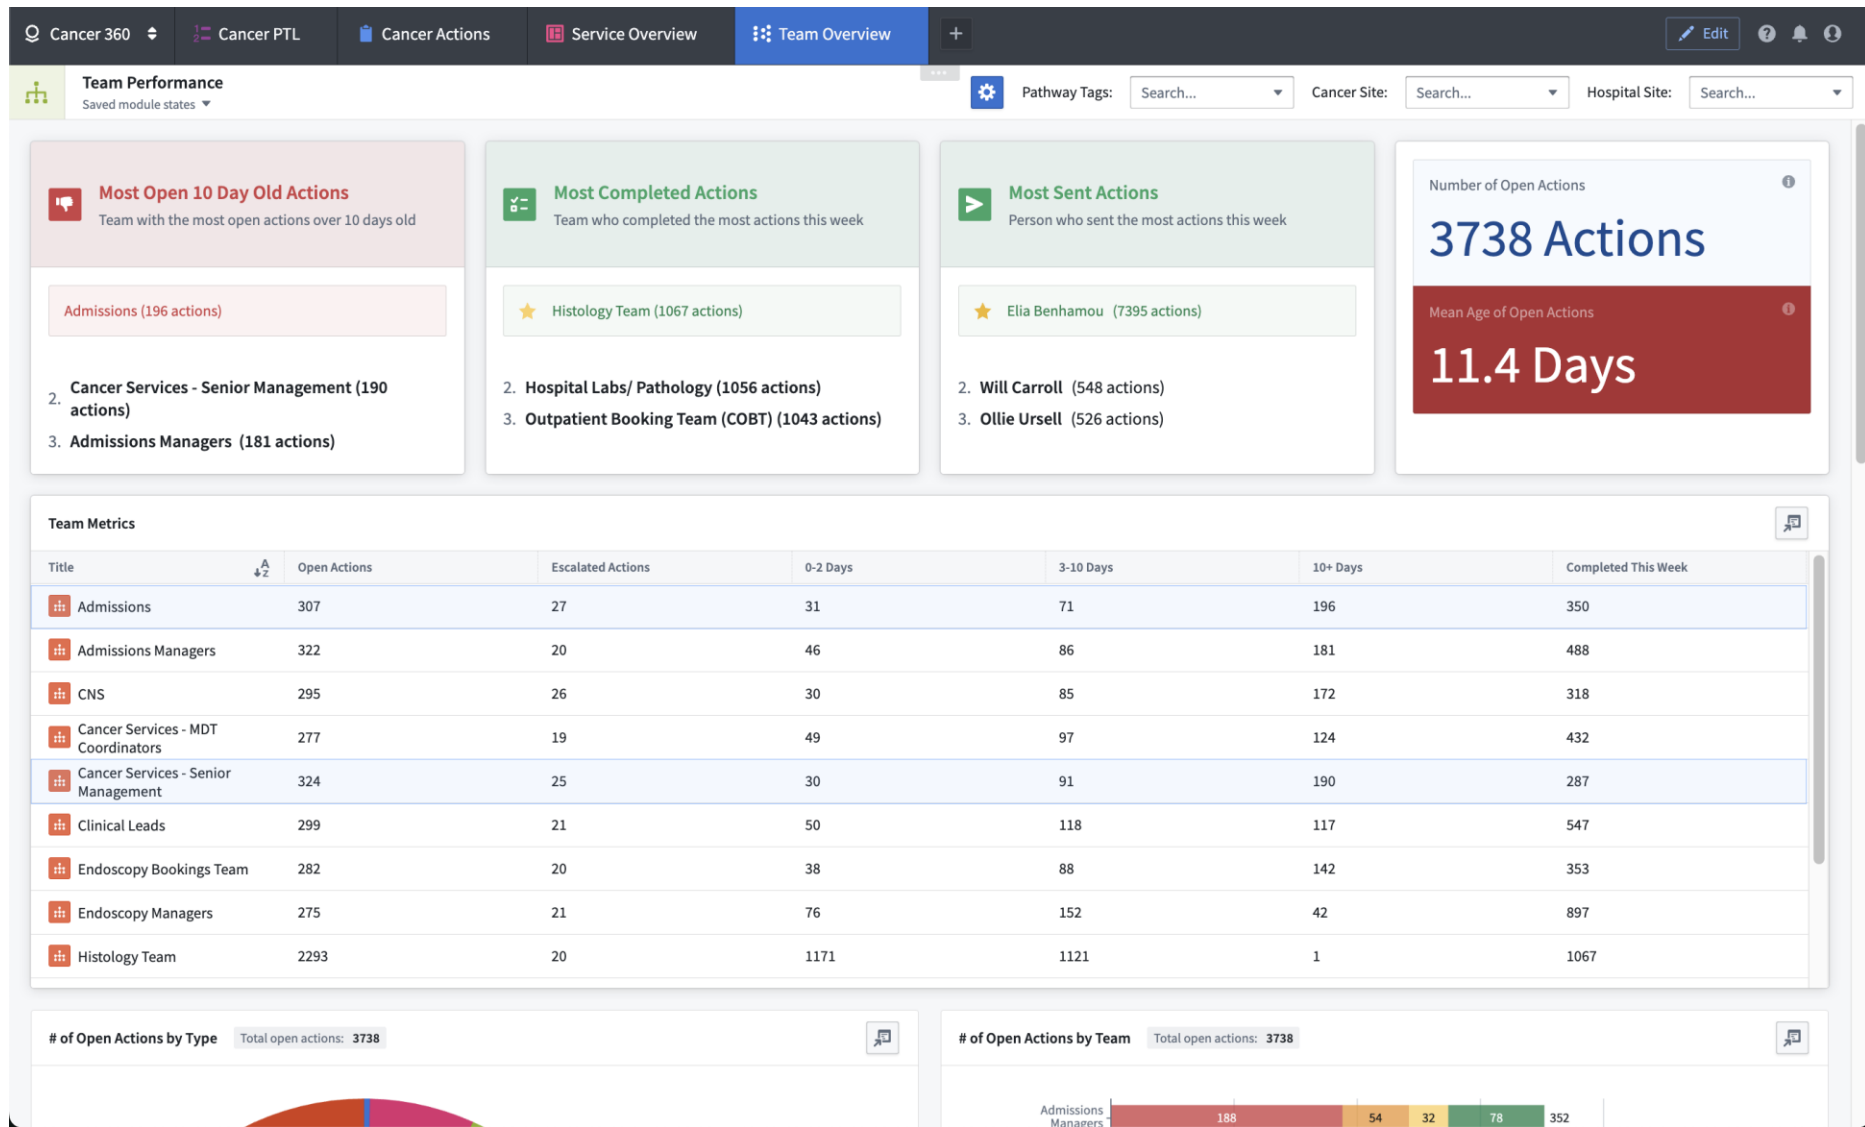 Cancer 360
Cancer PTL
Cancer Actions
Service Overview
Team Overview
+
Edit
Team Performance
Saved module states
Pathway Tags:
Search...
Cancer Site:
Search...
Hospital Site:
Search...
Most Open 10 Day Old Actions
Team with the most open actions over 10 days old
Admissions (196 actions)
2. Cancer Services - Senior Management (190
actions)
3. Admissions Managers (181 actions)
Most Completed Actions
Team who completed the most actions this week
Histology Team (1067 actions)
2. Hospital Labs/ Pathology (1056 actions)
3. Outpatient Booking Team (COBT) (1043 actions)
Most Sent Actions
Person who sent the most actions this week
Elia Benhamou (7395 actions)
2. Will Carroll (548 actions)
3. Ollie Ursell (526 actions)
Number of Open Actions
3738 Actions
Mean Age of Open Actions
11.4 Days
Team Metrics
Title Open Actions Escalated Actions 0-2 Days 3-10 Days 10+ Days Completed This Week
Admissions 307 27 31 71 196 350
Admissions Managers 322 20 46 86 181 488
CNS 295 26 30 85 172 318
Cancer Services - MDT
Coordinators 277 19 49 97 124 432
Cancer Services - Senior
Management 324 25 30 91 190 287
Clinical Leads 299 21 50 118 117 547
Endoscopy Bookings Team 282 20 38 88 142 353
Endoscopy Managers 275 21 76 152 42 897
Histology Team 2293 20 1171 1121 1 1067
# of Open Actions by Type Total open actions: 3738
# of Open Actions by Team Total open actions: 3738
Admissions
Managers 188 54 32 78 352